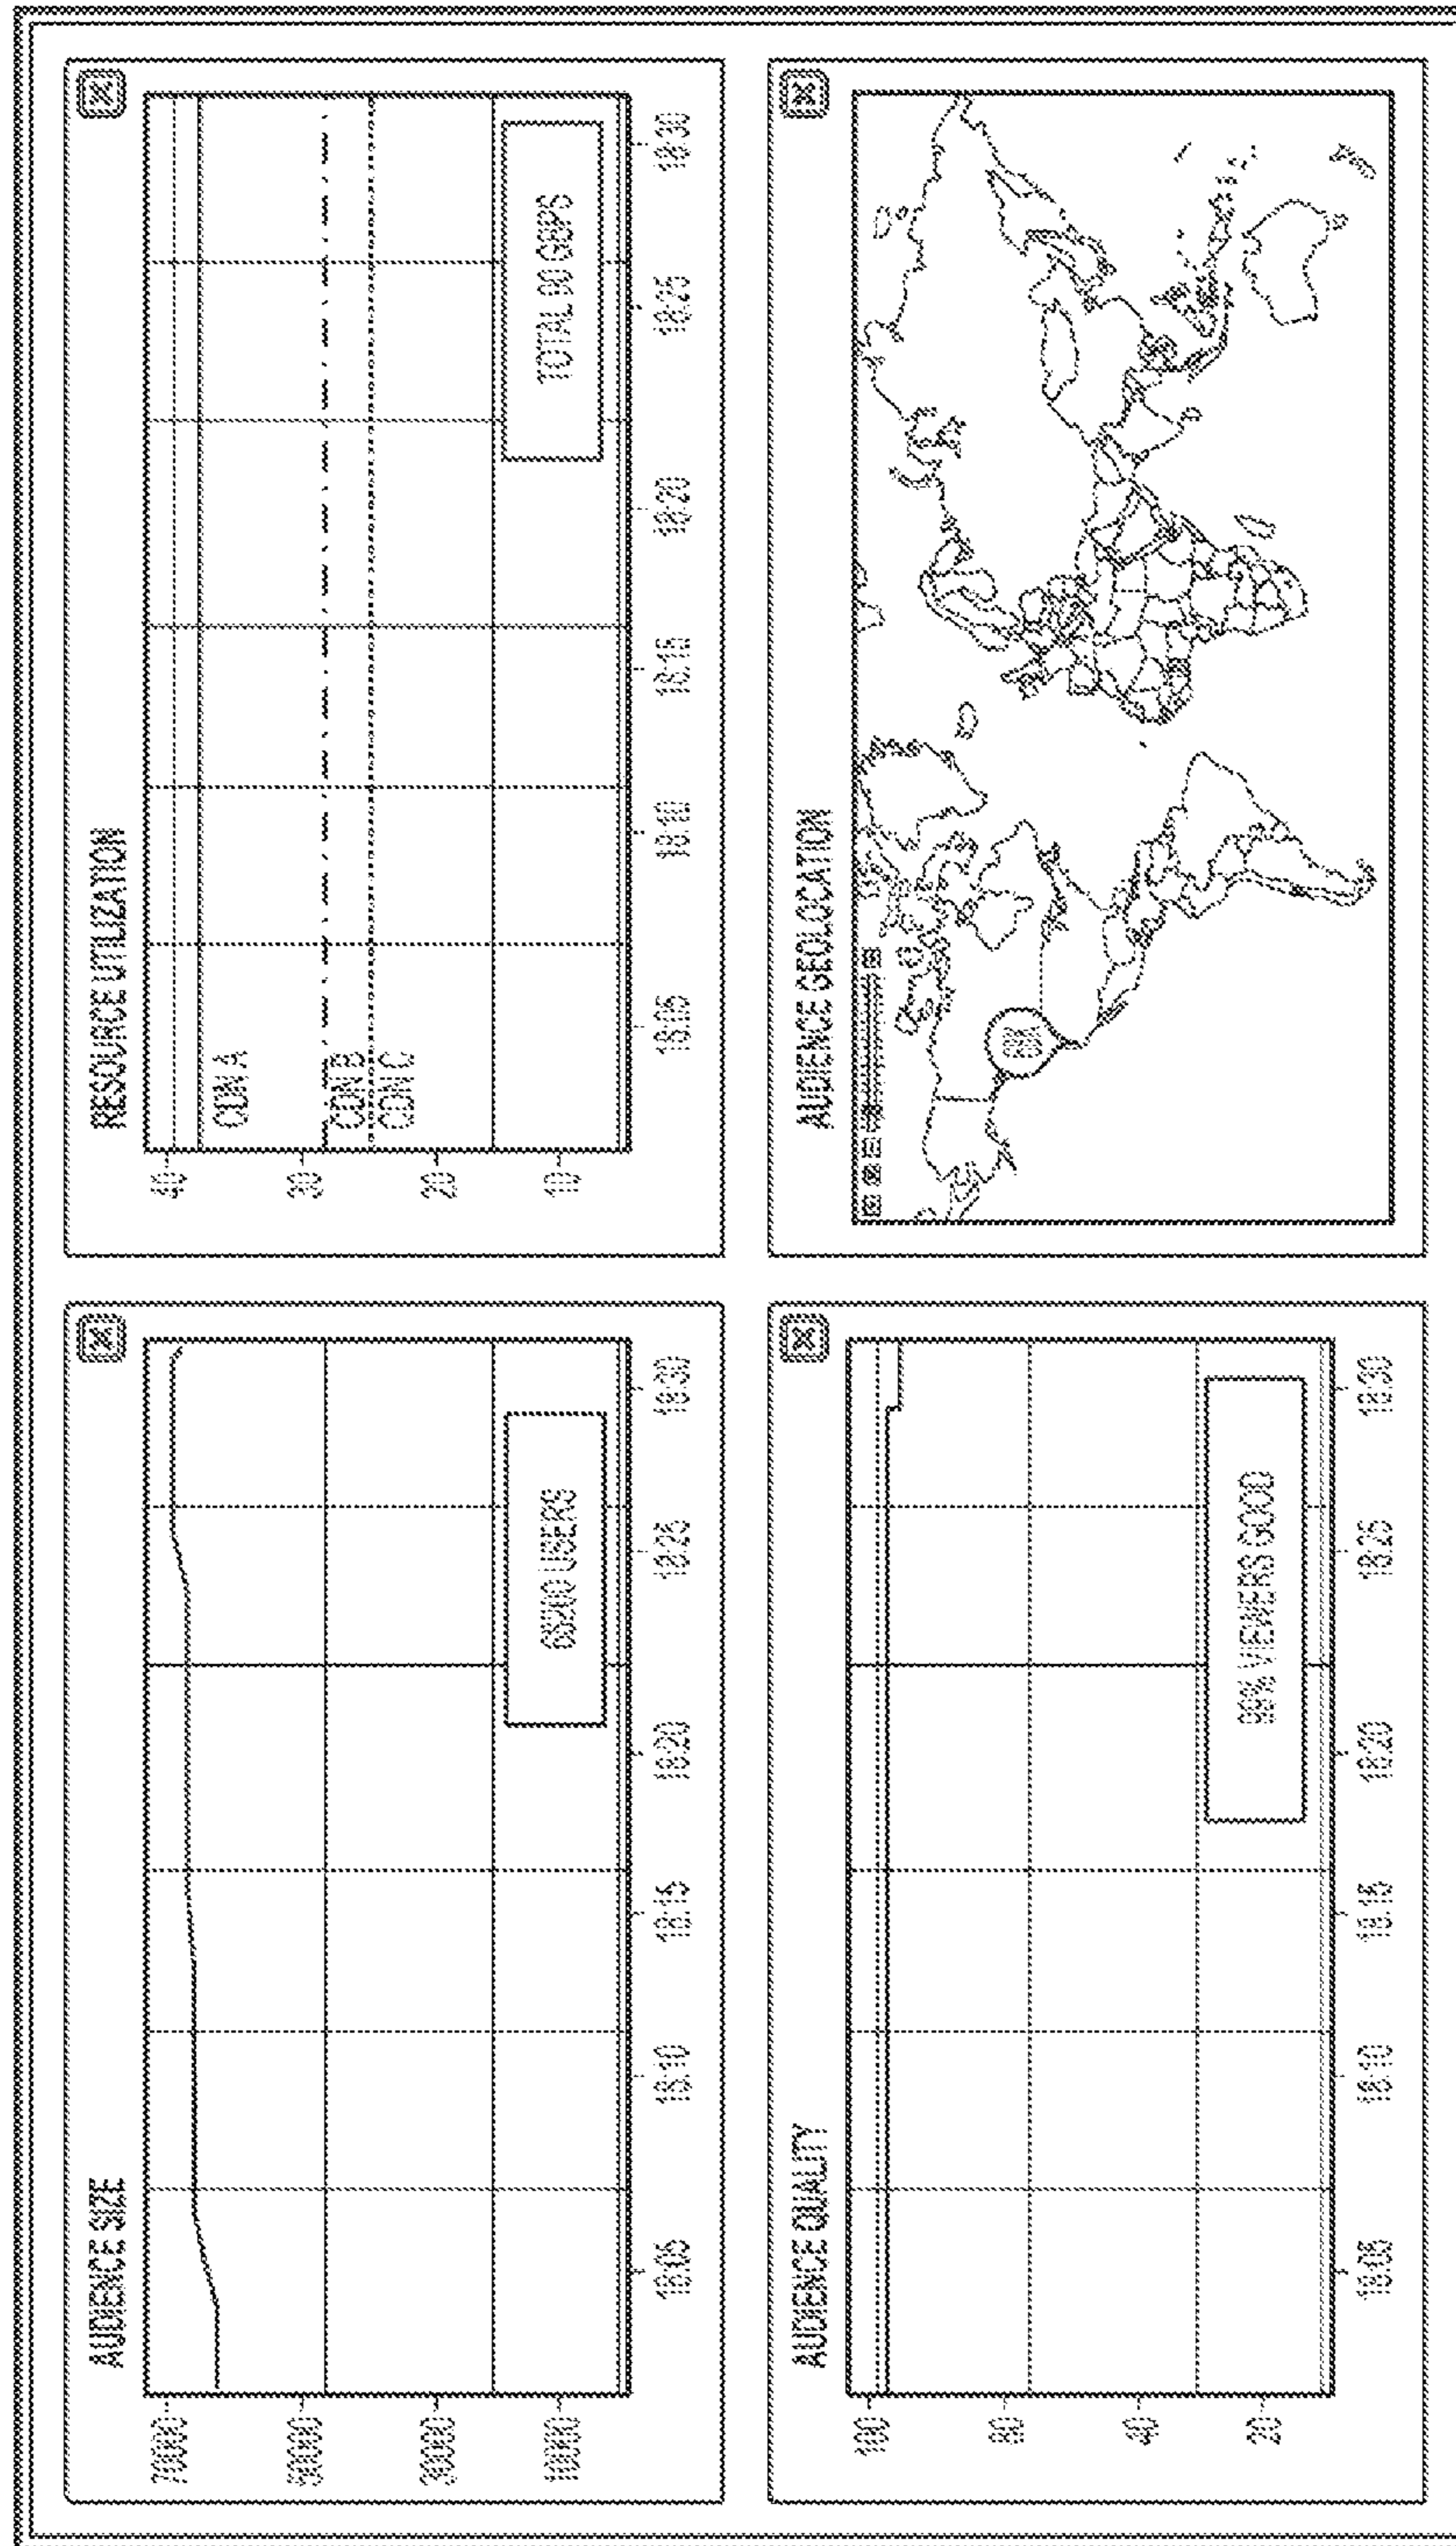 AUDIENCE SIZE
70000
50000
30000
10000
USERS
18:05
18:10
18:15
18:20
18:25
18:30
RESOURCE UTILIZATION
40
30
20
10
CDN A
CDN B
CDN C
TOTAL 90 GBPS
18:05
18:10
18:15
18:20
18:25
18:30
AUDIENCE QUALITY
100
40
20
VIEWERS GOOD
18:05
18:10
18:15
18:20
18:25
18:30
AUDIENCE GEOLOCATION